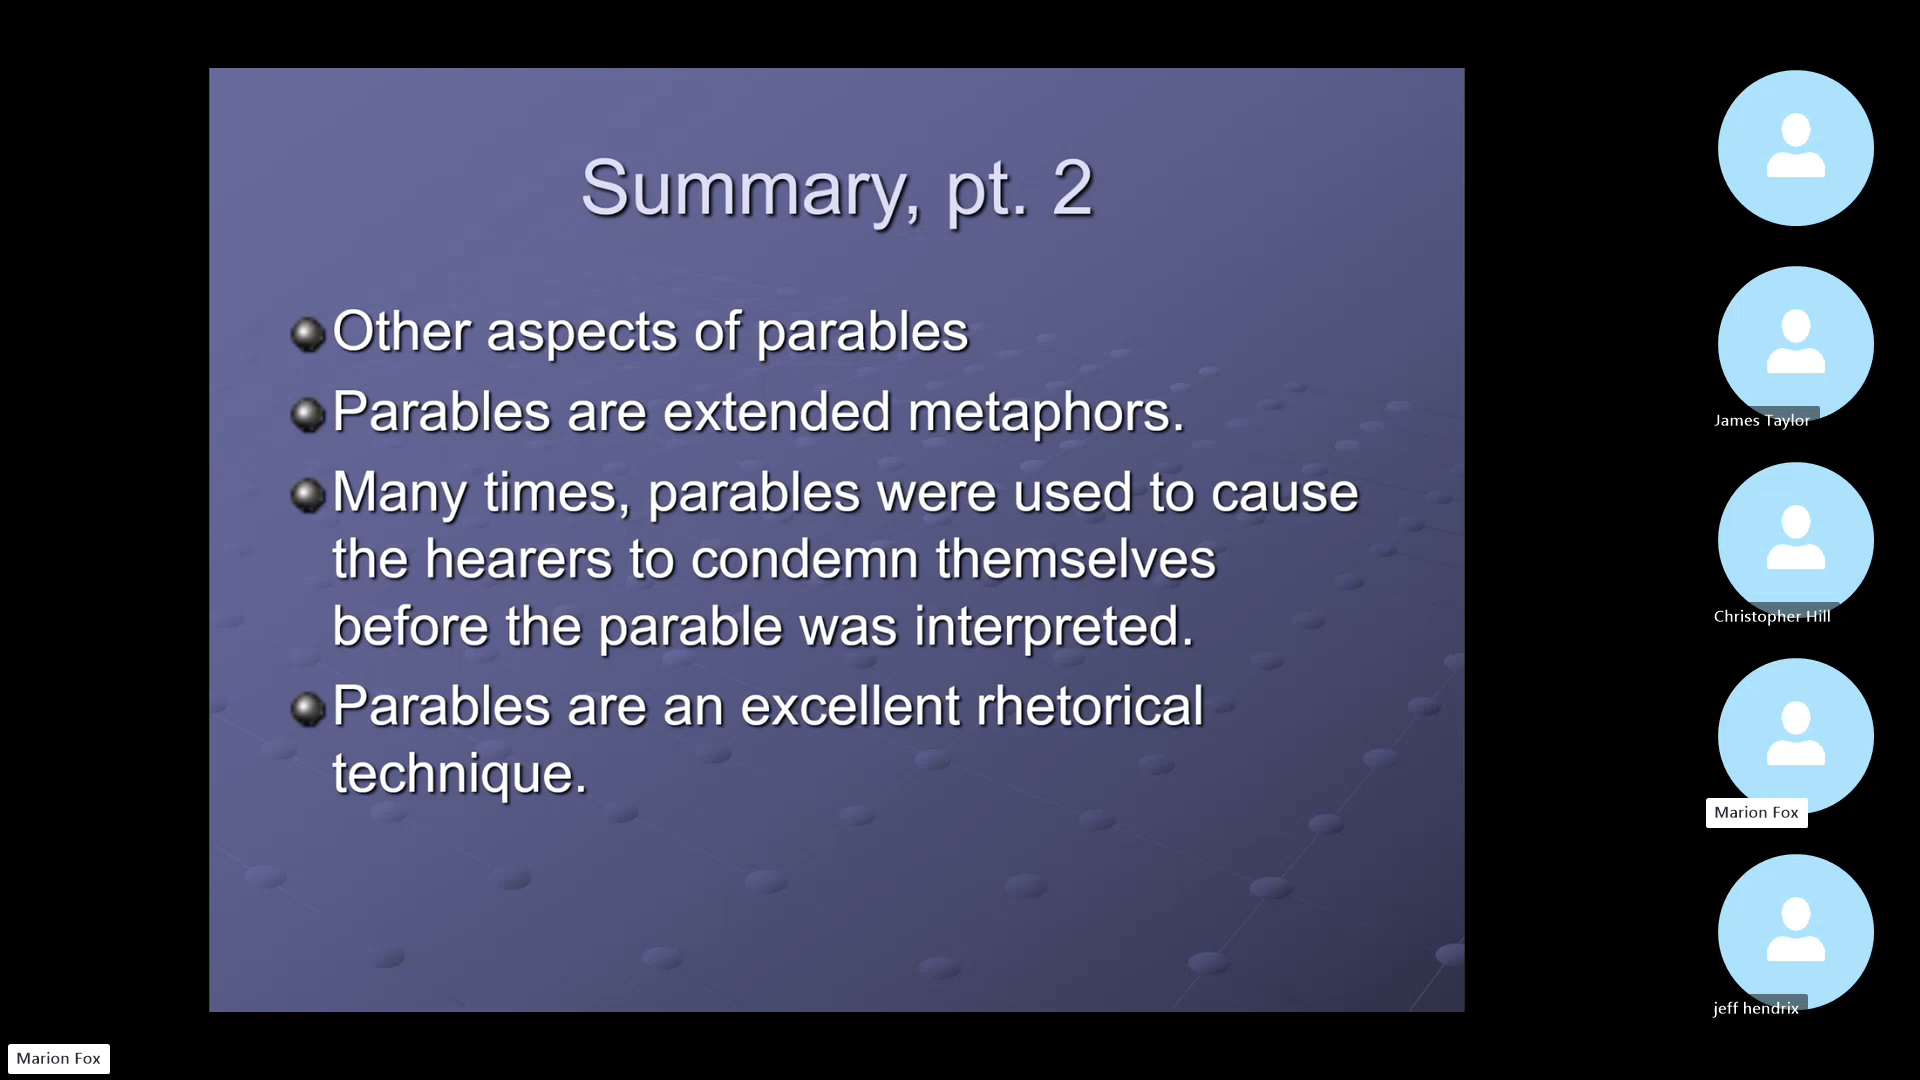 Summary, pt. 2
Other aspects of parables
Parables are extended metaphors.
Many times, parables were used to cause
the hearers to condemn themselves
before the parable was interpreted.
Parables are an excellent rhetorical
technique.
James Taylor
Christopher Hill
Marion Fox
jeff hendrix
Marion Fox